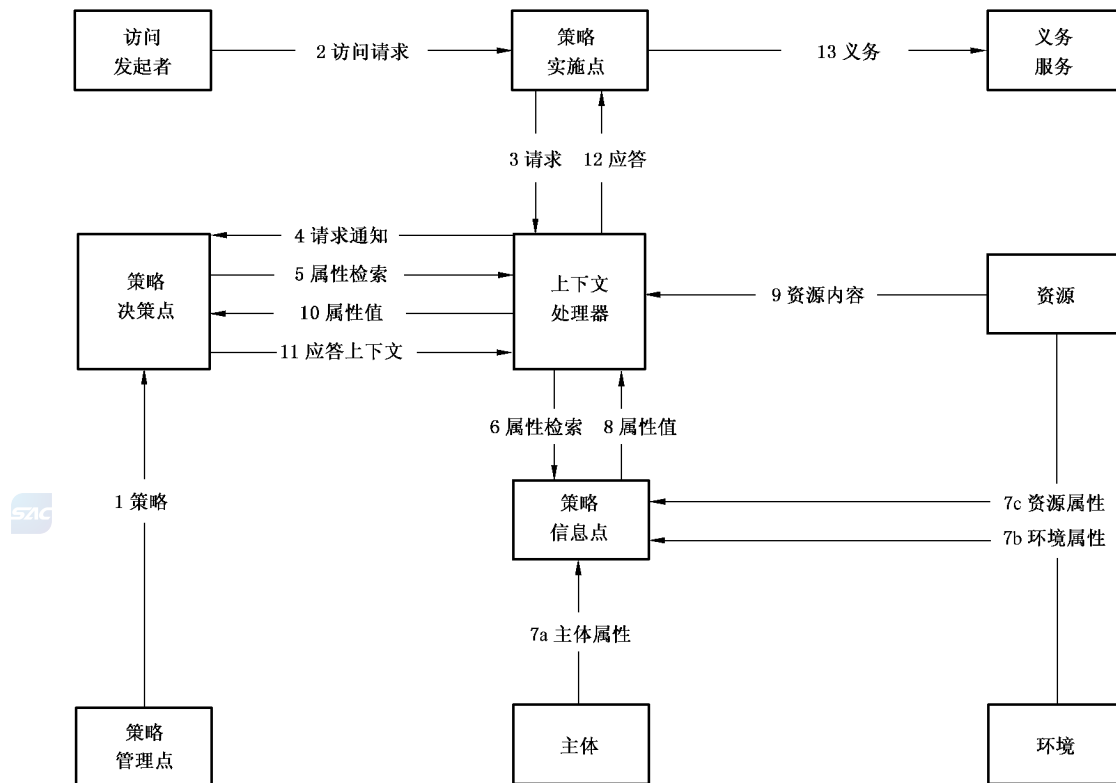 访问
发起者
2 访问请求
策略
实施点
13 义务
义务
服务
3 请求
12 应答
4 请求通知
5 属性检索
10 属性值
11 应答上下文
策略
决策点
上下文
处理器
9 资源内容
资源
6 属性检索
8 属性值
1 策略
SAC
策略
信息点
7c 资源属性
7b 环境属性
7a 主体属性
策略
管理点
主体
环境